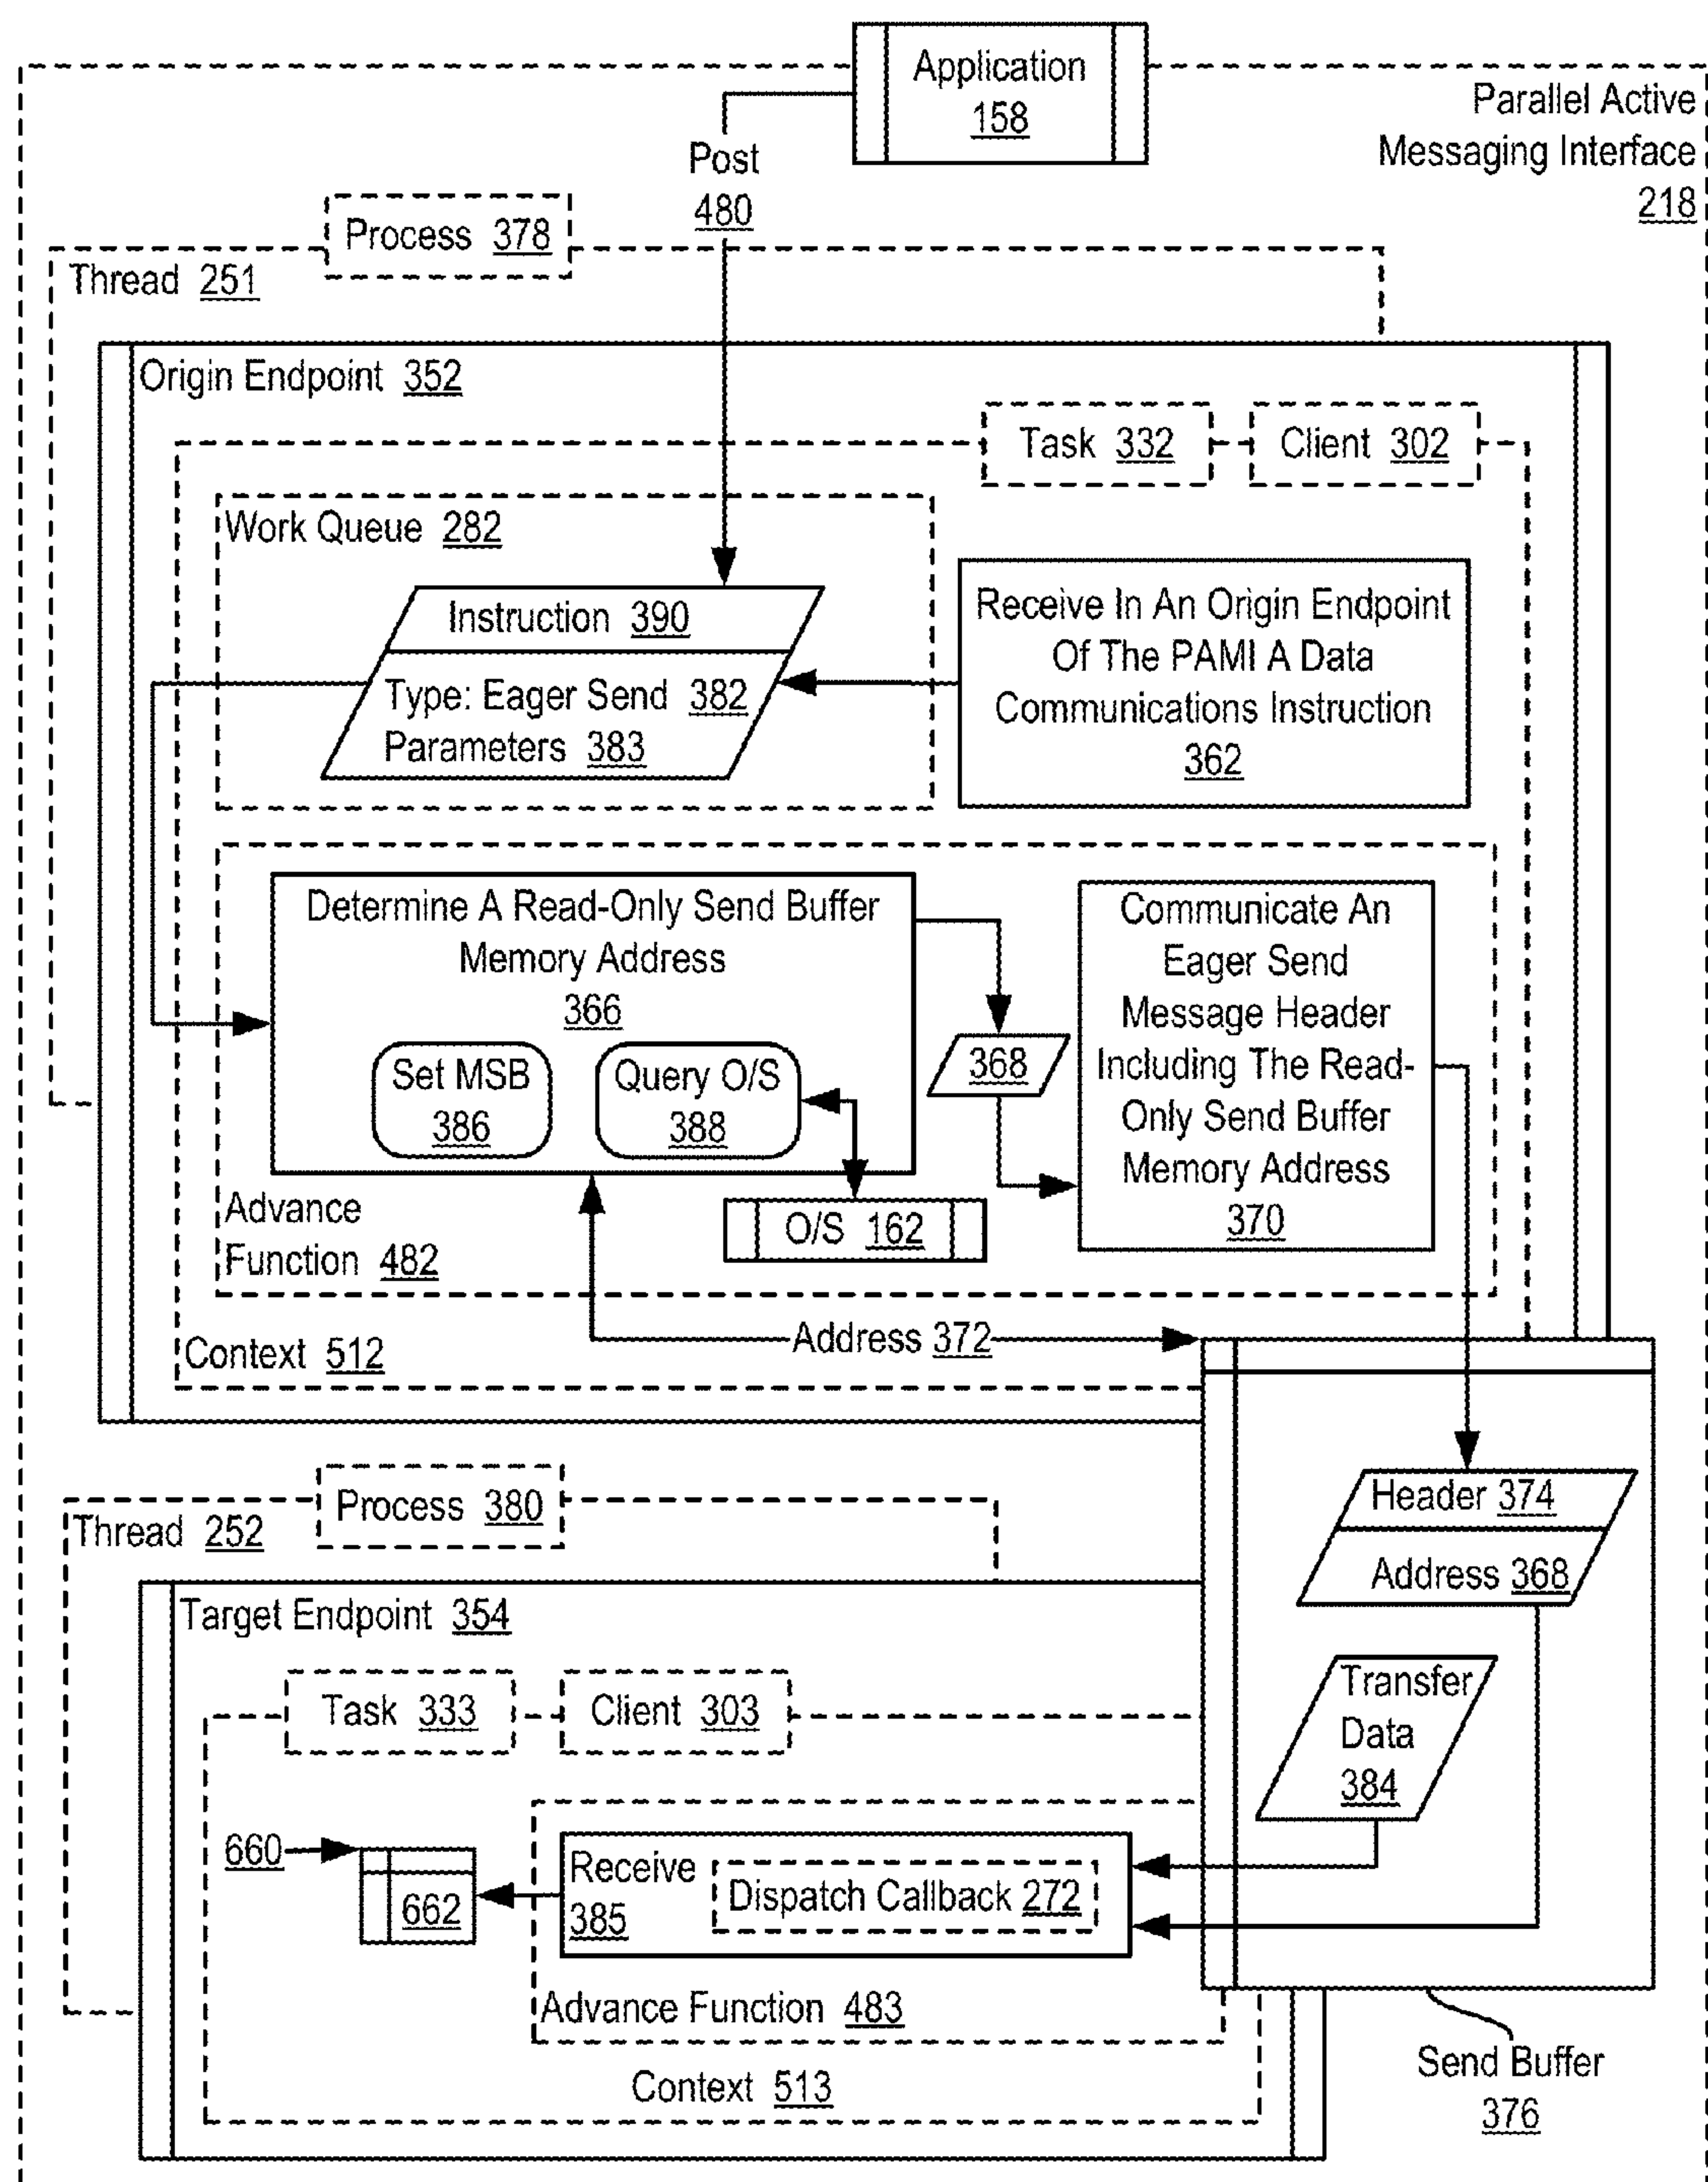 Application
158
Parallel Active
Messaging Interface
218
Post
480
Process 378
Thread 251
Origin Endpoint 352
Task 332
Client 302
Work Queue 282
Instruction 390
Type: Eager Send 382
Parameters 383
Receive In An Origin Endpoint
Of The PAMI A Data
Communications Instruction
362
Determine A Read-Only Send Buffer
Memory Address
366
Set MSB
386
Query O/S
388
368
Communicate An
Eager Send
Message Header
Including The Read-
Only Send Buffer
Memory Address
370
O/S 162
Advance
Function 482
Address 372
Context 512
Header 374
Address 368
Process 380
Thread 252
Target Endpoint 354
Task 333
Client 303
Transfer
Data
384
660
662
Receive
385
Dispatch Callback 272
Advance Function 483
Context 513
Send Buffer
376